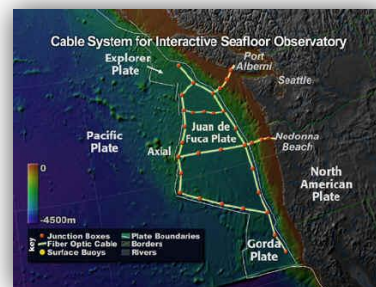 Cable System for Interactive Seafloor Observatory
Explorer
Plate
Port
Alberni
Seattle
Pacific
Plate
Juan de
Fuca Plate
Nedonna
Beach
Axial
North
American
Plate
0
-4500m
Gorda
Plate
key
Junction Boxes
Plate Boundaries
Fiber Optic Cable
Borders
Surface Buoys
Rivers